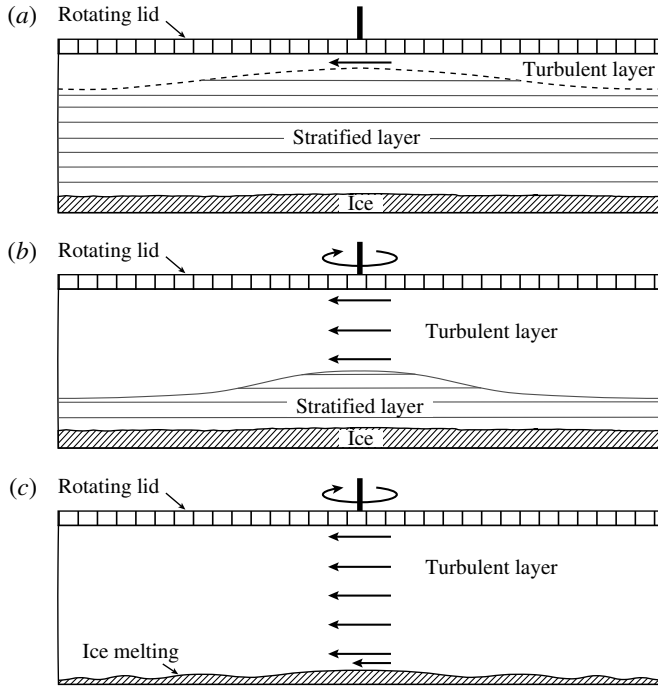 (a) Rotating lid
Turbulent layer
Stratified layer
Ice
(b) Rotating lid
Turbulent layer
Stratified layer
Ice
(c) Rotating lid
Turbulent layer
Ice melting